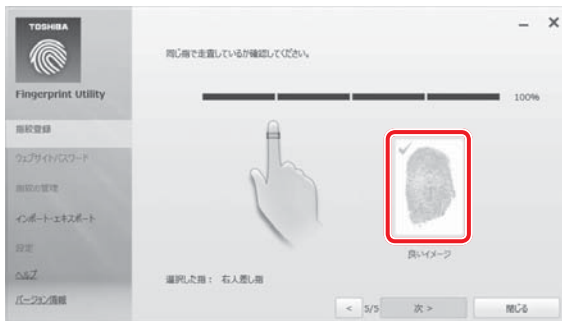 TOSHIBA
Fingerprint Utility
指紋登録
ウェブサイトパスワード
指紋の管理
インポート・エクスポート
設定
ヘルプ
バージョン情報
同じ指で走査しているか確認してください。
100%
良いイメージ
選択した指： 右人差し指
< 5/5 次 > 閉じる